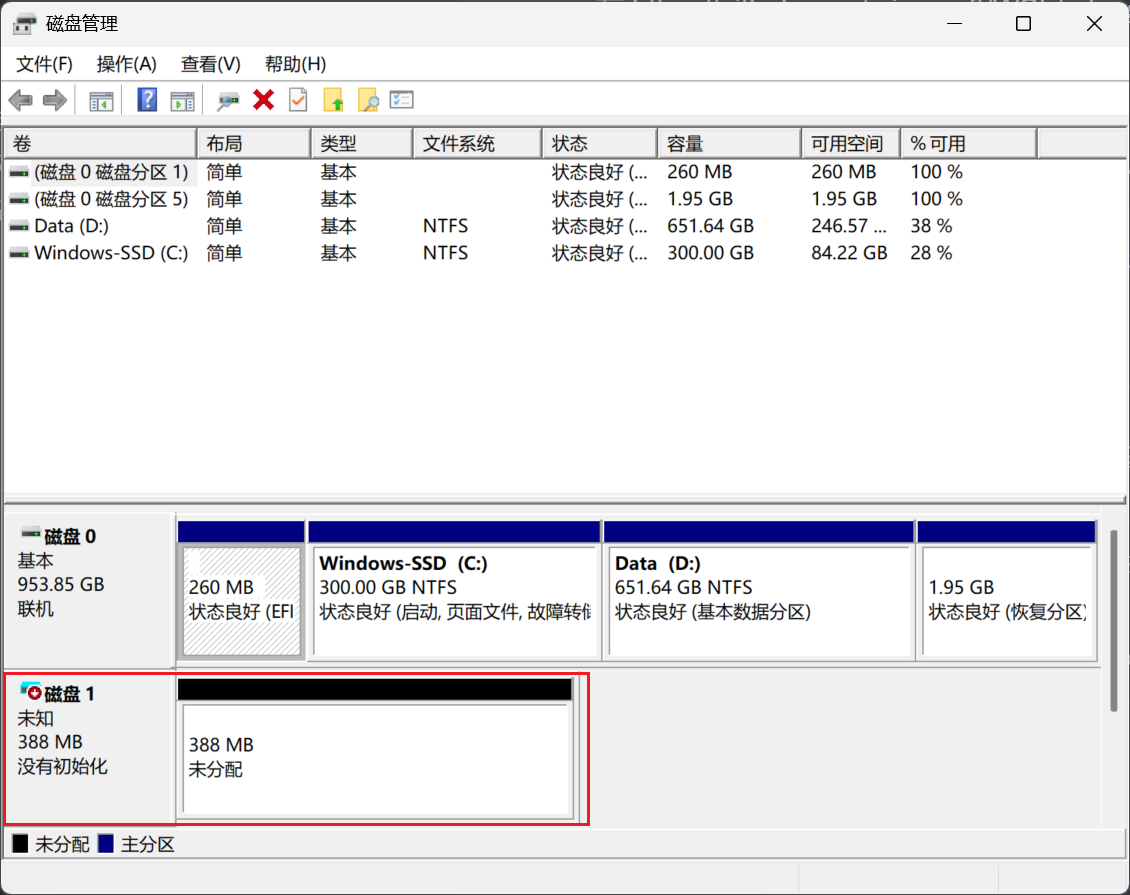 磁盘管理
文件(F) 操作(A) 查看(V) 帮助(H)
卷 布局 类型 文件系统 状态 容量 可用空间 % 可用
(磁盘 0 磁盘分区 1) 简单 基本 状态良好 (... 260 MB 260 MB 100 %
(磁盘 0 磁盘分区 5) 简单 基本 状态良好 (... 1.95 GB 1.95 GB 100 %
Data (D:) 简单 基本 NTFS 状态良好 (... 651.64 GB 246.57 ... 38 %
Windows-SSD (C:) 简单 基本 NTFS 状态良好 (... 300.00 GB 84.22 GB 28 %
磁盘 0
基本
953.85 GB
联机
260 MB
状态良好 (EFI
Windows-SSD (C:)
300.00 GB NTFS
状态良好 (启动, 页面文件, 故障转
Data (D:)
651.64 GB NTFS
状态良好 (基本数据分区)
1.95 GB
状态良好 (恢复分区)
磁盘 1
未知
388 MB
没有初始化
388 MB
未分配
未分配 主分区